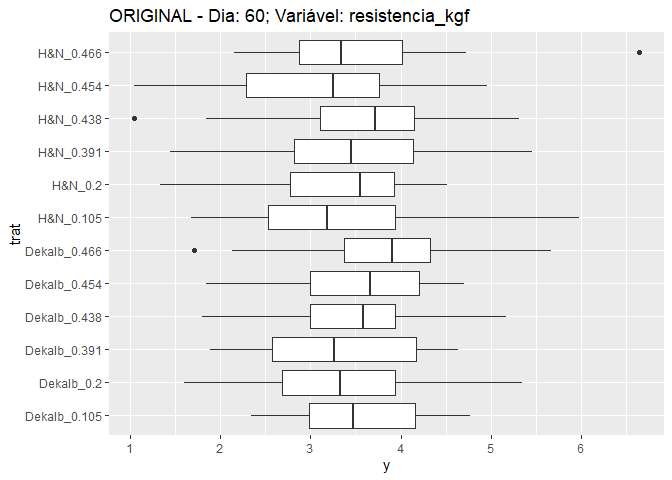 ORIGINAL - Dia: 60; Variável: resistencia_kgf
H&N_0.466
H&N_0.454
H&N_0.438
H&N_0.391
H&N_0.2
H&N_0.105
Dekalb_0.466
Dekalb_0.454
Dekalb_0.438
Dekalb_0.391
Dekalb_0.2
Dekalb_0.105
trat
1 2 3 4 5 6
y